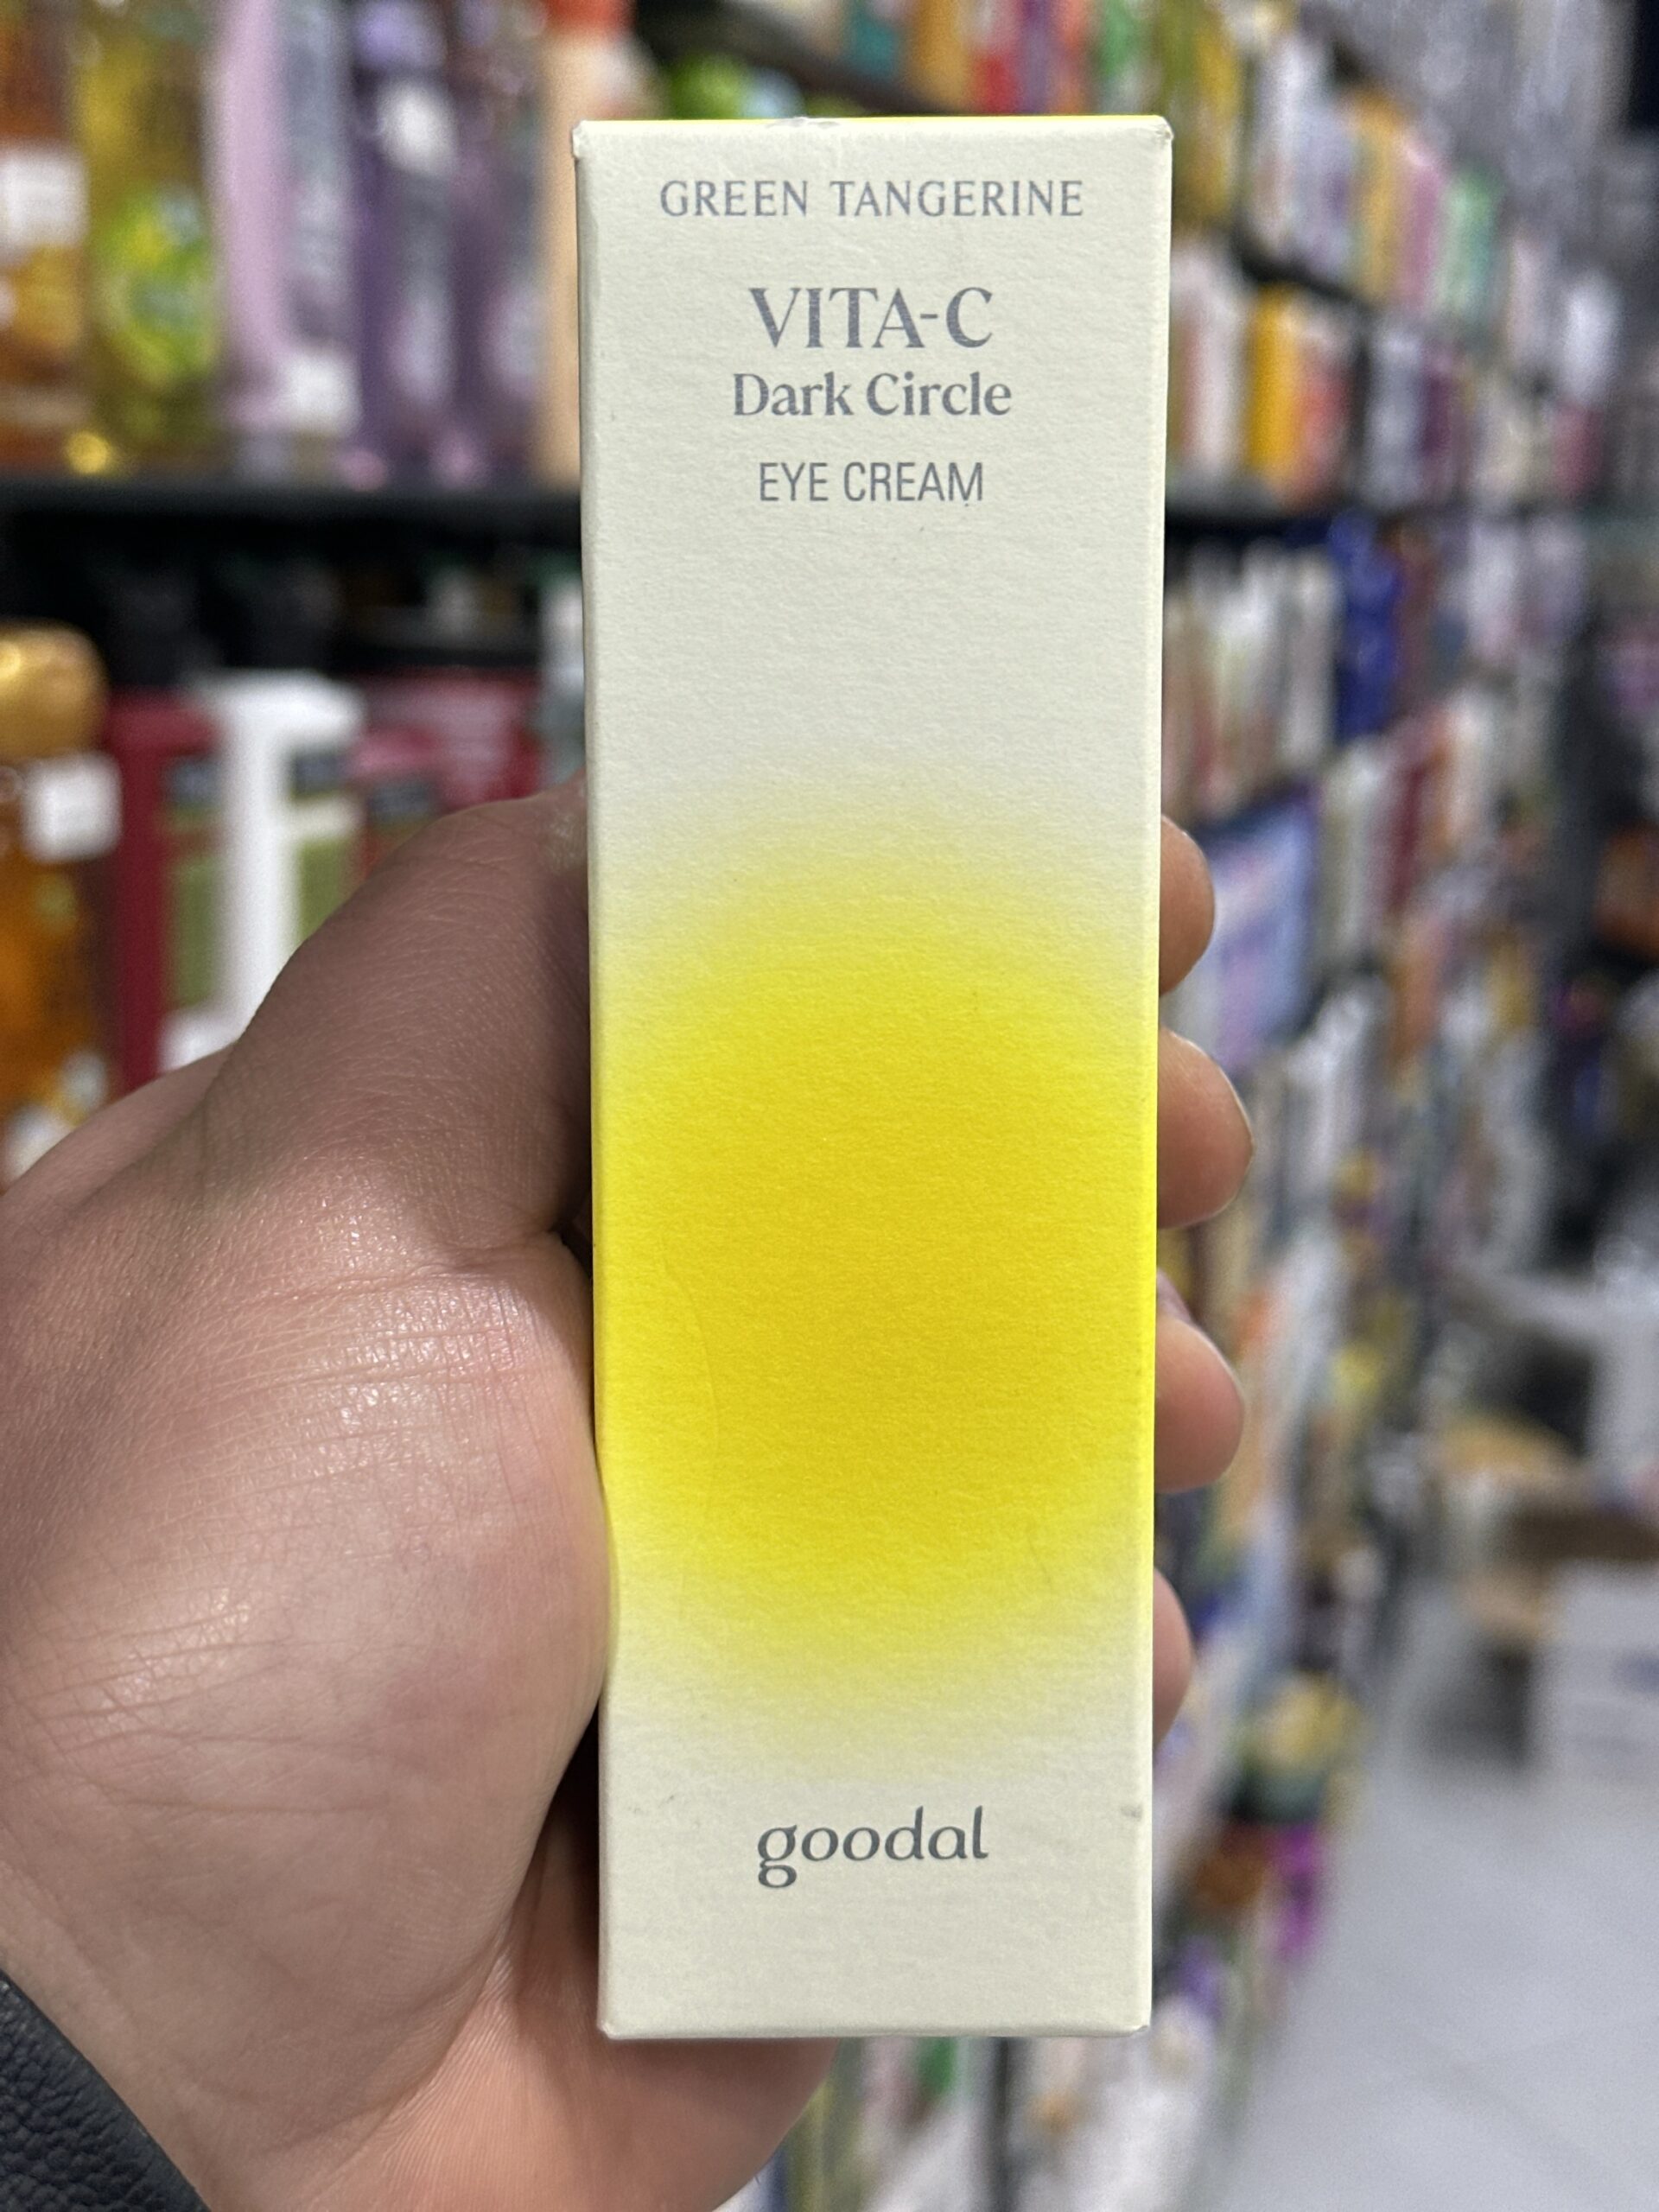 GREEN TANGERINE
VITA-C
Dark Circle
EYE CREAM
goodal